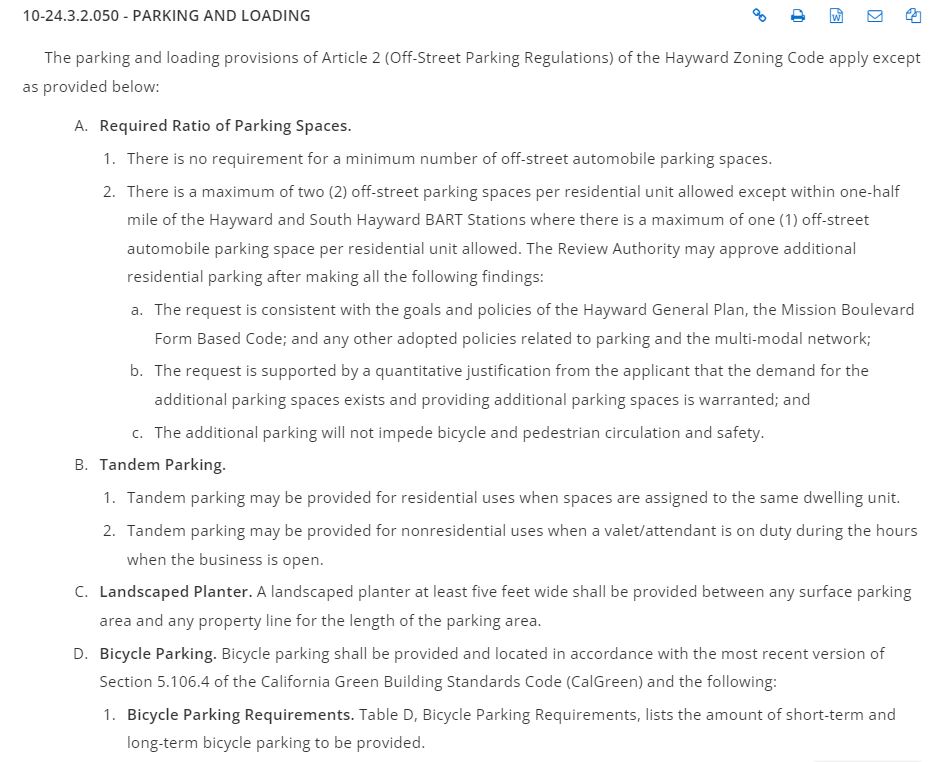 10-24.3.2.050 - PARKING AND LOADING
The parking and loading provisions of Article 2 (Off-Street Parking Regulations) of the Hayward Zoning Code apply except
as provided below:
A. Required Ratio of Parking Spaces.
1. There is no requirement for a minimum number of off-street automobile parking spaces.
2. There is a maximum of two (2) off-street parking spaces per residential unit allowed except within one-half
mile of the Hayward and South Hayward BART Stations where there is a maximum of one (1) off-street
automobile parking space per residential unit allowed. The Review Authority may approve additional
residential parking after making all the following findings:
a. The request is consistent with the goals and policies of the Hayward General Plan, the Mission Boulevard
Form Based Code; and any other adopted policies related to parking and the multi-modal network;
b. The request is supported by a quantitative justification from the applicant that the demand for the
additional parking spaces exists and providing additional parking spaces is warranted; and
c. The additional parking will not impede bicycle and pedestrian circulation and safety.
B. Tandem Parking.
1. Tandem parking may be provided for residential uses when spaces are assigned to the same dwelling unit.
2. Tandem parking may be provided for nonresidential uses when a valet/attendant is on duty during the hours
when the business is open.
C. Landscaped Planter. A landscaped planter at least five feet wide shall be provided between any surface parking
area and any property line for the length of the parking area.
D. Bicycle Parking. Bicycle parking shall be provided and located in accordance with the most recent version of
Section 5.106.4 of the California Green Building Standards Code (CalGreen) and the following:
1. Bicycle Parking Requirements. Table D, Bicycle Parking Requirements, lists the amount of short-term and
long-term bicycle parking to be provided.